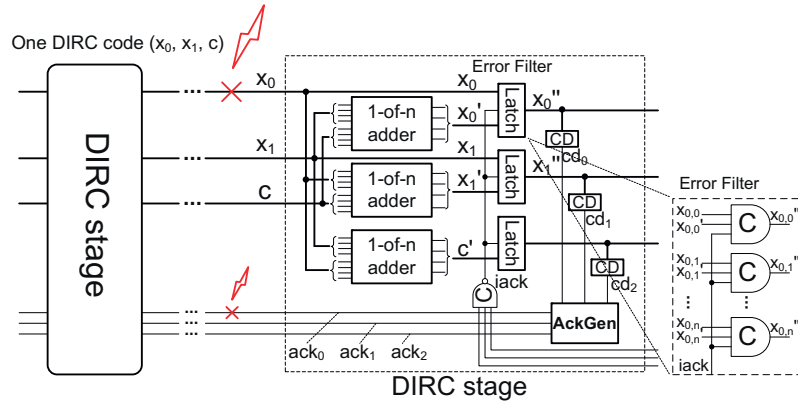 One DIRC code (x₀, x₁, c)
DIRC stage
...
...
...
...
x₀
x₁
c
1-of-n
adder
1-of-n
adder
1-of-n
adder
Error Filter
x₀
x₀'
x₁
x₁'
c'
Latch
Latch
Latch
x₀"
x₁"
CD
cd₀
CD
cd₁
CD
cd₂
C
iack
AckGen
ack₀
ack₁
ack₂
DIRC stage
Error Filter
x₀,₀
x₀,₀'
C
x₀,₀"
x₀,₁
x₀,₁'
C
x₀,₁"
⋮
⋮
x₀,ₙ
x₀,ₙ'
C
x₀,ₙ"
iack